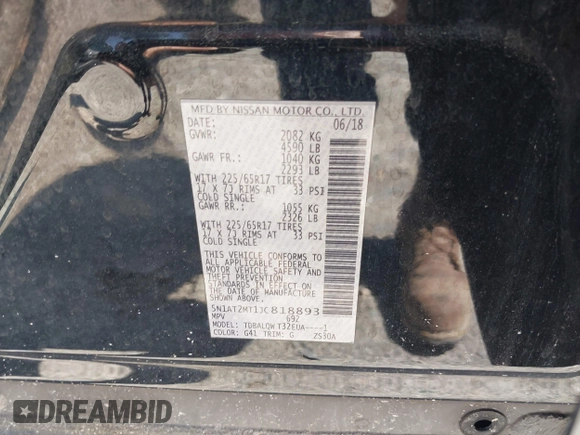 MFD BY NISSAN MOTOR CO., LTD
DATE: 06/18
GVWR: 2082 KG
4590 LB
GAWR FR.: 1040 KG
2293 LB
WITH 225/65R17 TIRES
17 X 7J RIMS AT 33 PSI
COLD SINGLE
GAWR RR.: 1055 KG
2326 LB
WITH 225/65R17 TIRES
17 X 7J RIMS AT 33 PSI
COLD SINGLE
THIS VEHICLE CONFORMS TO
ALL APPLICABLE FEDERAL
MOTOR VEHICLE SAFETY AND
THEFT PREVENTION STANDARDS
IN EFFECT ON THE DATE OF
MANUFACTURE SHOWN ABOVE.
5N1AT2MT1JC818893
MPV 692
MODEL: TDBALQW T32EUA----1
COLOR: G41 TRIM: G 2S30A
DREAMBID